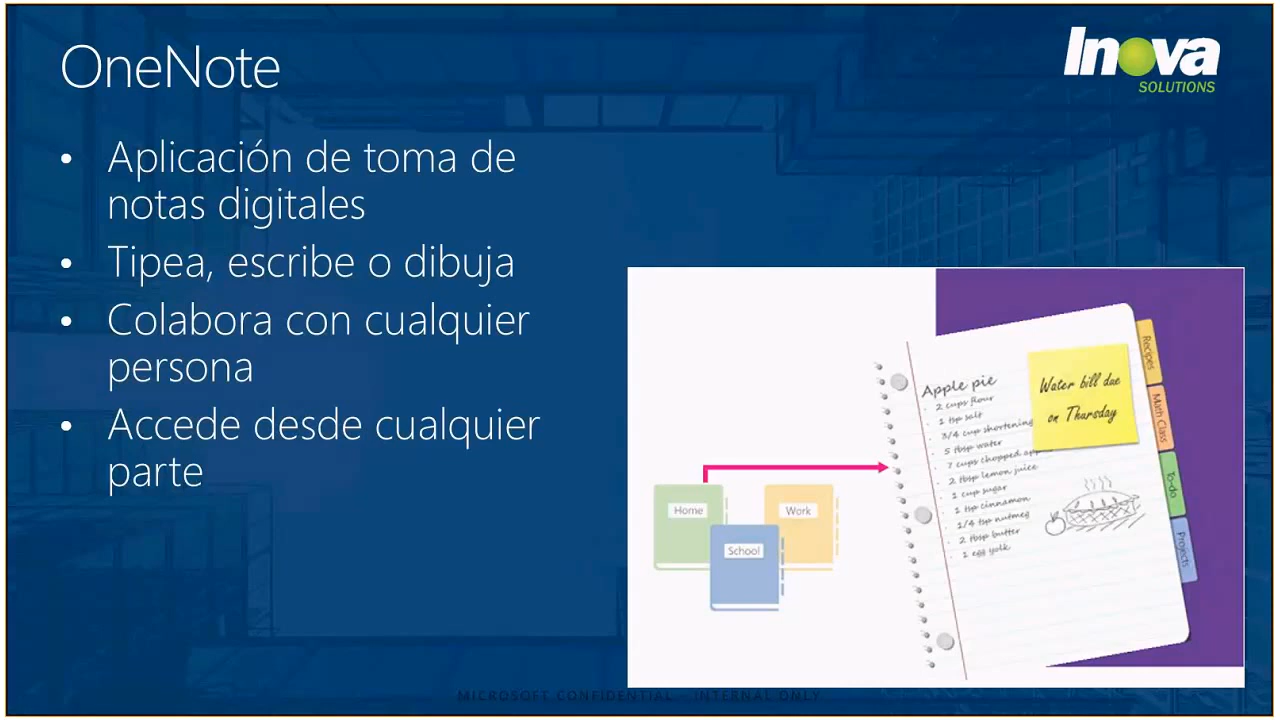 OneNote
Inova
SOLUTIONS
• Aplicación de toma de
notas digitales
• Tipea, escribe o dibuja
• Colabora con cualquier
persona
• Accede desde cualquier
parte
Home
Work
School
Apple pie
2 cups flour
1 tsp salt
3/4 cup shortening
5 tbsp water
7 cups chopped app
2 tbsp lemon juice
1 cup sugar
1 tsp cinnamon
1/4 tsp nutmeg
2 tbsp butter
1 egg yolk
Water bill due
on Thursday
Recipes
Math Class
To-do
Projects
MICROSOFT CONFIDENTIAL - INTERNAL ONLY